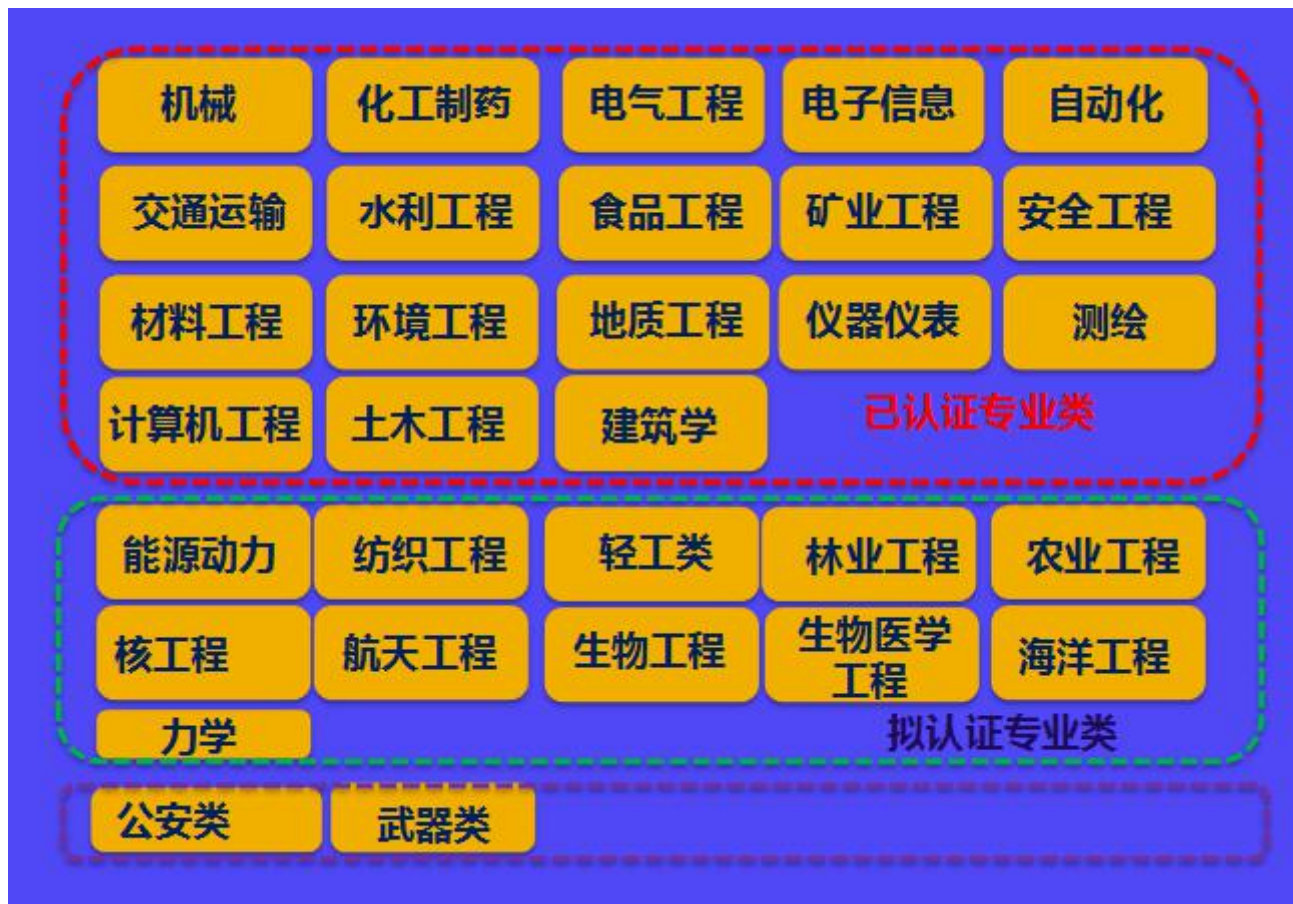 机械 化工制药 电气工程 电子信息 自动化
交通运输 水利工程 食品工程 矿业工程 安全工程
材料工程 环境工程 地质工程 仪器仪表 测绘
计算机工程 土木工程 建筑学 已认证专业类
能源动力 纺织工程 轻工类 林业工程 农业工程
核工程 航天工程 生物工程 生物医学 海洋工程
工程
力学 拟认证专业类
公安类 武器类